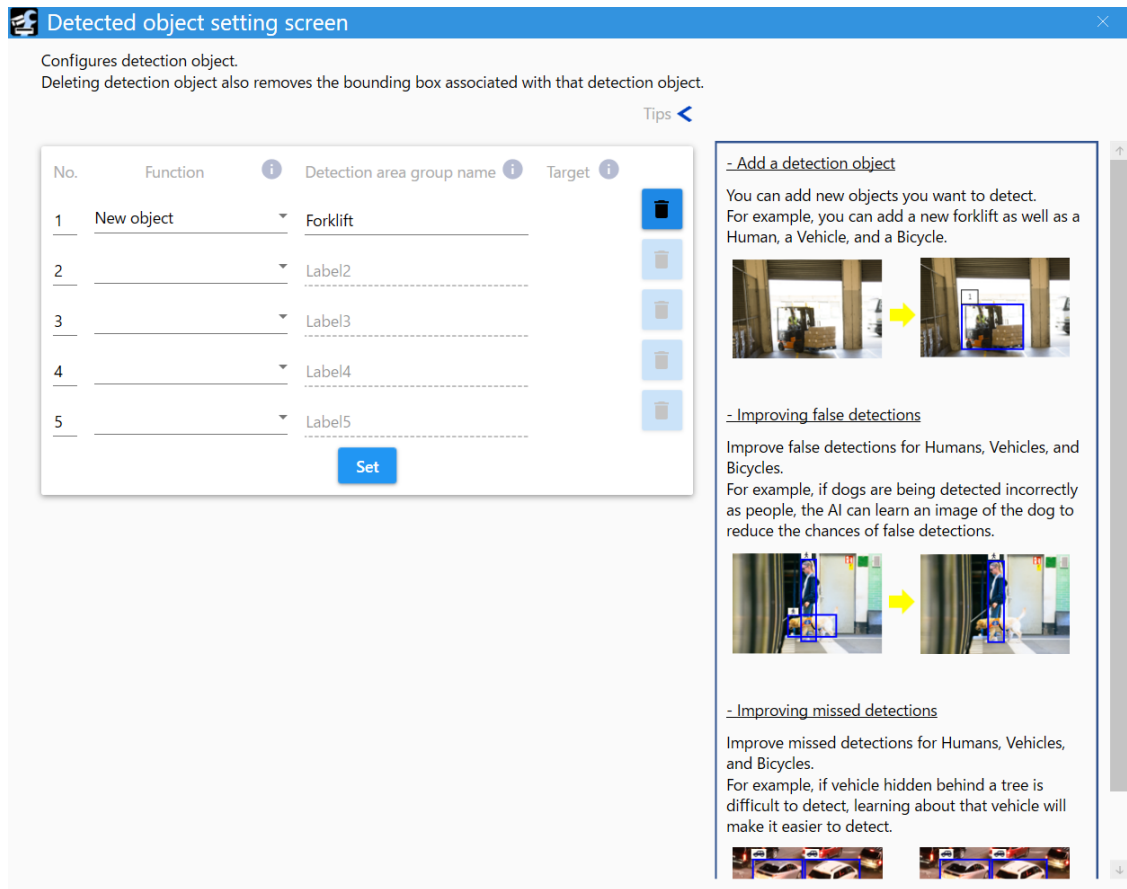 Detected object setting screen
Configures detection object.
Deleting detection object also removes the bounding box associated with that detection object.
Tips
No. Function Detection area group name Target
1 New object Forklift
2 Label2
3 Label3
4 Label4
5 Label5
Set
- Add a detection object
You can add new objects you want to detect.
For example, you can add a new forklift as well as a
Human, a Vehicle, and a Bicycle.
1
- Improving false detections
Improve false detections for Humans, Vehicles, and
Bicycles.
For example, if dogs are being detected incorrectly
as people, the AI can learn an image of the dog to
reduce the chances of false detections.
- Improving missed detections
Improve missed detections for Humans, Vehicles,
and Bicycles.
For example, if vehicle hidden behind a tree is
difficult to detect, learning about that vehicle will
make it easier to detect.